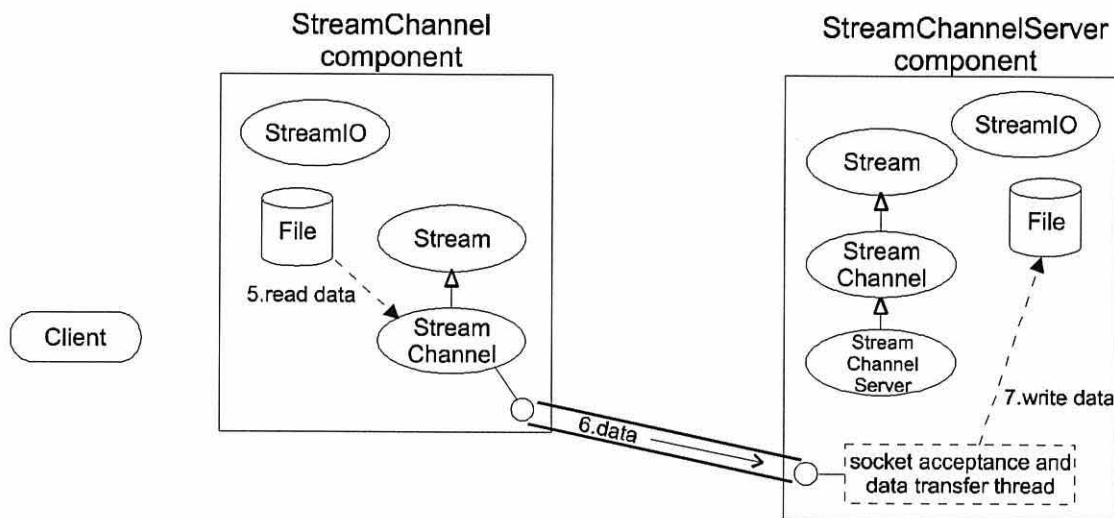 StreamChannel
component
StreamChannelServer
component
StreamIO
File
Stream
5.read data
Stream
Channel
Client
6.data
StreamIO
Stream
File
Stream
Channel
Stream
Channel
Server
7.write data
socket acceptance and
data transfer thread